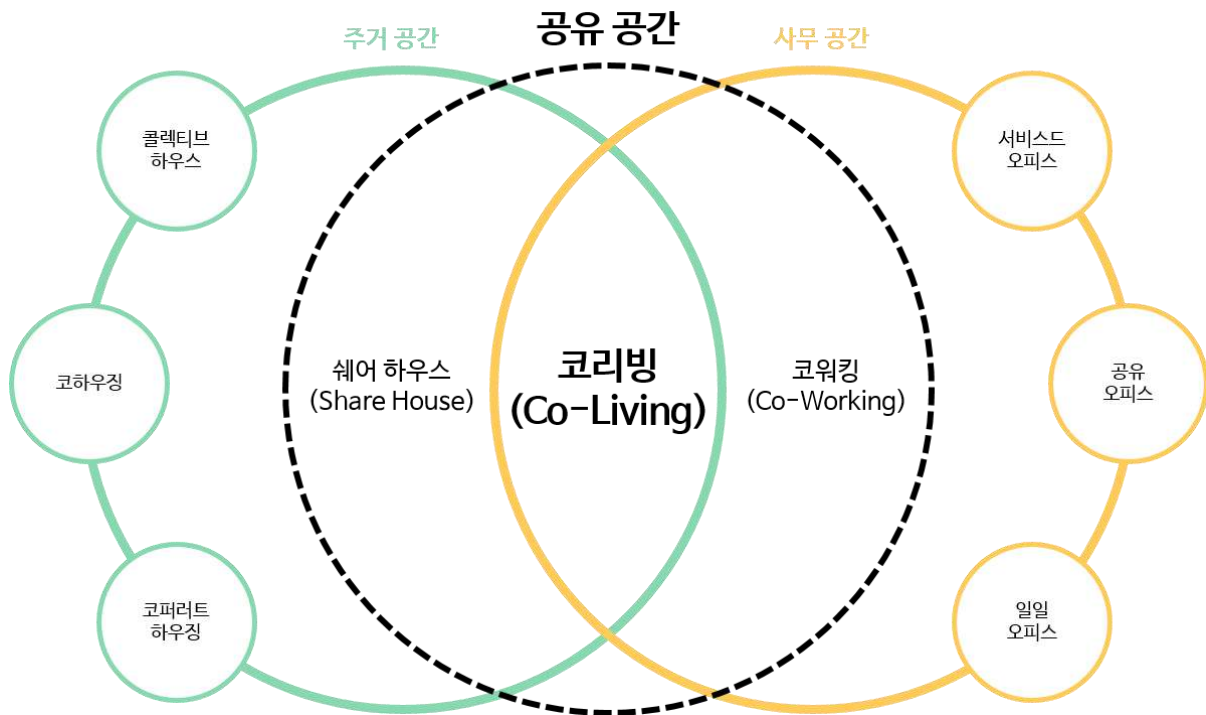 공유 공간
주거 공간
사무 공간
콜렉티브
하우스
서비스드
오피스
쉐어 하우스
(Share House)
코리빙
(Co-Living)
코워킹
(Co-Working)
코하우징
공유
오피스
코퍼러트
하우징
일일
오피스